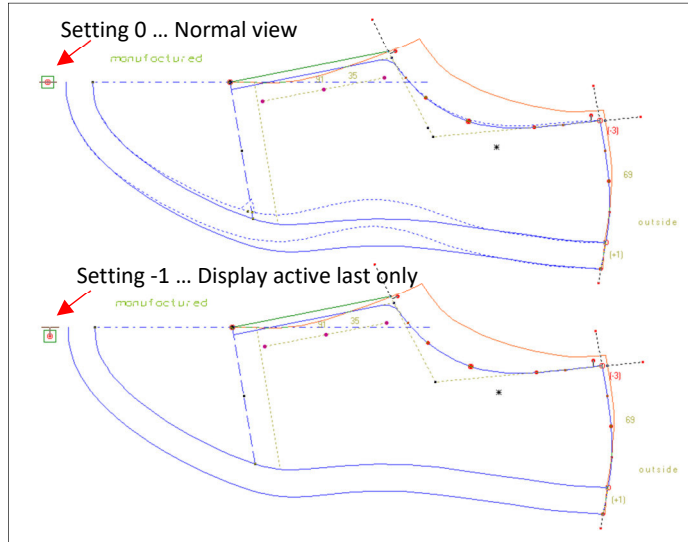 Setting 0 … Normal view
manufactured
35
(-3)
69
outside
(+1)
Setting -1 … Display active last only
manufactured
35
(-3)
69
outside
(+1)